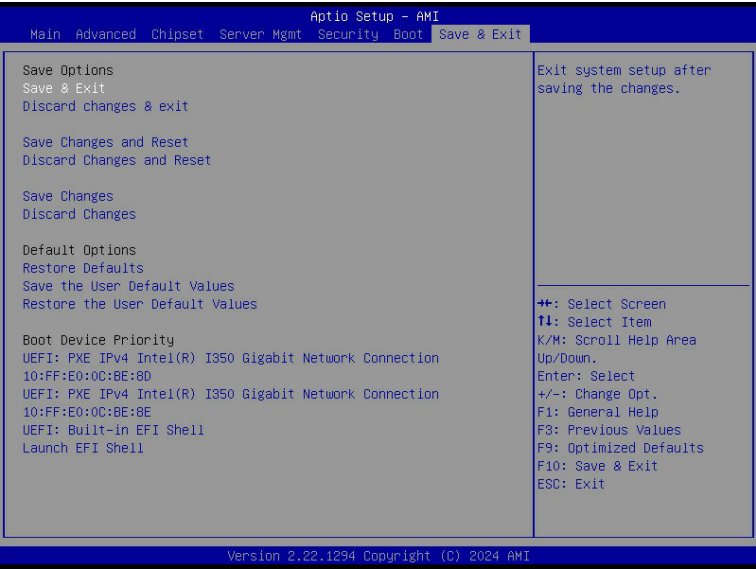 Aptio Setup – AMI
Main Advanced Chipset Server Mgmt Security Boot Save & Exit
Save Options
Save & Exit
Discard changes & exit
Save Changes and Reset
Discard Changes and Reset
Save Changes
Discard Changes
Default Options
Restore Defaults
Save the User Default Values
Restore the User Default Values
Boot Device Priority
UEFI: PXE IPv4 Intel(R) I350 Gigabit Network Connection
10:FF:E0:0C:BE:8D
UEFI: PXE IPv4 Intel(R) I350 Gigabit Network Connection
10:FF:E0:0C:BE:8E
UEFI: Built-in EFI Shell
Launch EFI Shell
Exit system setup after
saving the changes.
→←: Select Screen
↑↓: Select Item
K/M: Scroll Help Area
Up/Down.
Enter: Select
+/-: Change Opt.
F1: General Help
F3: Previous Values
F9: Optimized Defaults
F10: Save & Exit
ESC: Exit
Version 2.22.1294 Copyright (C) 2024 AMI